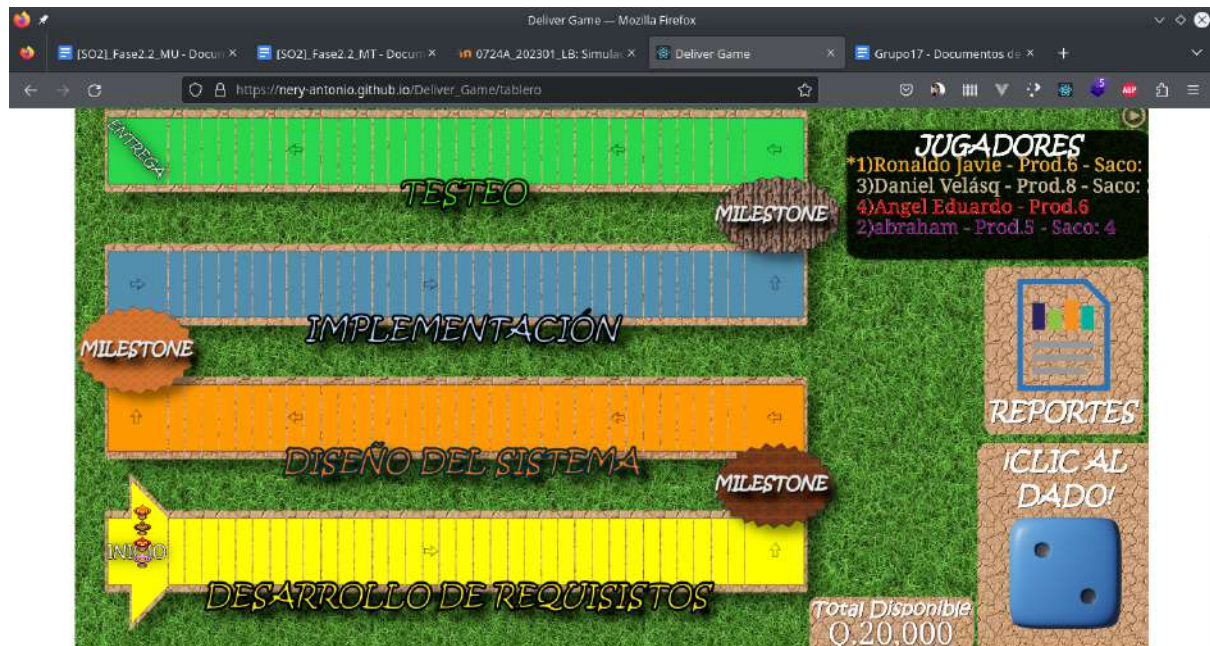 Deliver Game — Mozilla Firefox
[SO2]_Fase2.2_MU - Docun
[SO2]_Fase2.2_MT - Docum
0724A_202301_LB: Simula
Deliver Game
Grupo17 - Documentos de
https://nery-antonio.github.io/Deliver_Game/tablero
5
ABP
ENTREGA
TESTEO
MILESTONE
JUGADORES
*1)Ronaldo Javie - Prod.6 - Saco:
3)Daniel Velásq - Prod.8 - Saco:
4)Angel Eduardo - Prod.6
2)abraham - Prod.5 - Saco: 4
IMPLEMENTACIÓN
MILESTONE
REPORTES
DISEÑO DEL SISTEMA
MILESTONE
INICIO
DESARROLLO DE REQUISISTOS
¡CLIC AL
DADO!
Total Disponible
Q.20,000